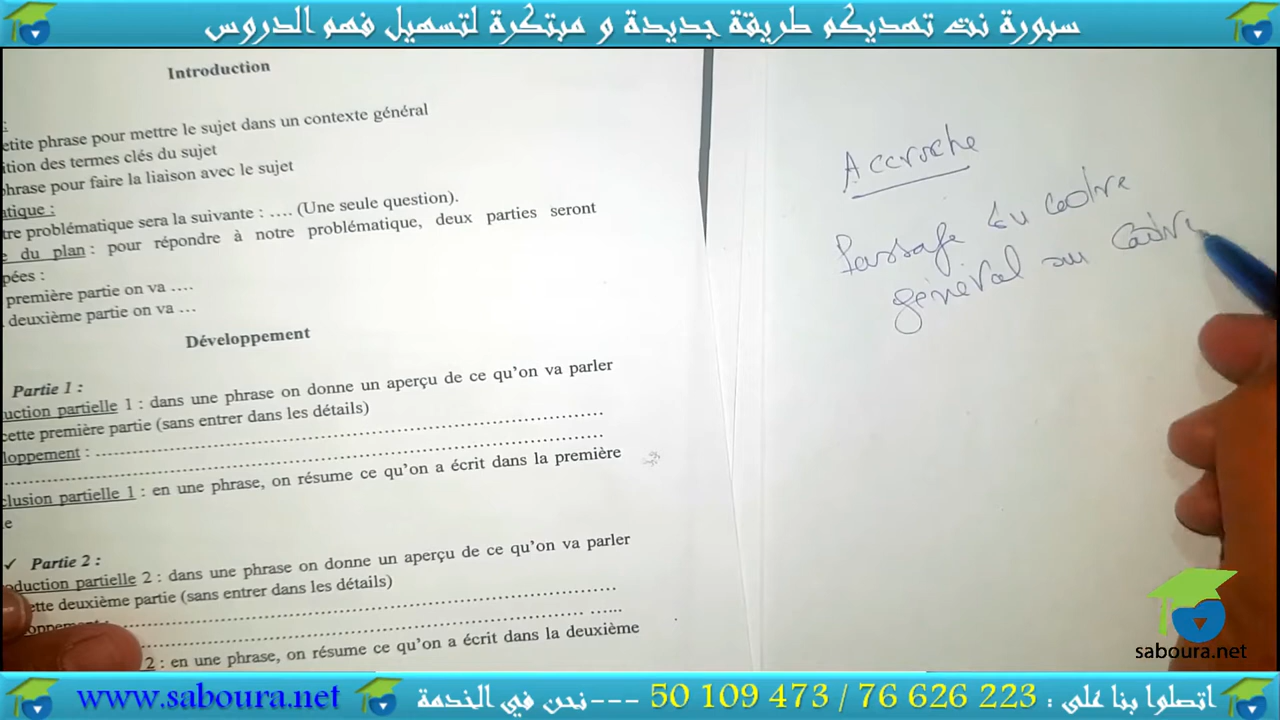 سبورة نت تهديكم طريقة جديدة و مبتكرة لتسهيل فهم الدروس
Introduction
:
etite phrase pour mettre le sujet dans un contexte général
ition des termes clés du sujet
phrase pour faire la liaison avec le sujet
atique :
tre problématique sera la suivante : …. (Une seule question).
e du plan : pour répondre à notre problématique, deux parties seront
pées :
première partie on va ….
deuxième partie on va …
Développement
Partie 1 :
uction partielle 1 : dans une phrase on donne un aperçu de ce qu’on va parler
cette première partie (sans entrer dans les détails)
loppement : ……………………………………………………………
……………………………………………………………
clusion partielle 1 : en une phrase, on résume ce qu’on a écrit dans la première
e
✓ Partie 2 :
oduction partielle 2 : dans une phrase on donne un aperçu de ce qu’on va parler
ette deuxième partie (sans entrer dans les détails)
loppement : ……………………………………………………………
…………………………………………………………… …...
2 : en une phrase, on résume ce qu’on a écrit dans la deuxième
Accroche
Passage du cadre
général au Cadre
saboura.net
www.saboura.net
اتصلوا بنا على : 223 626 76 / 473 109 50 ---نحن في الخدمة